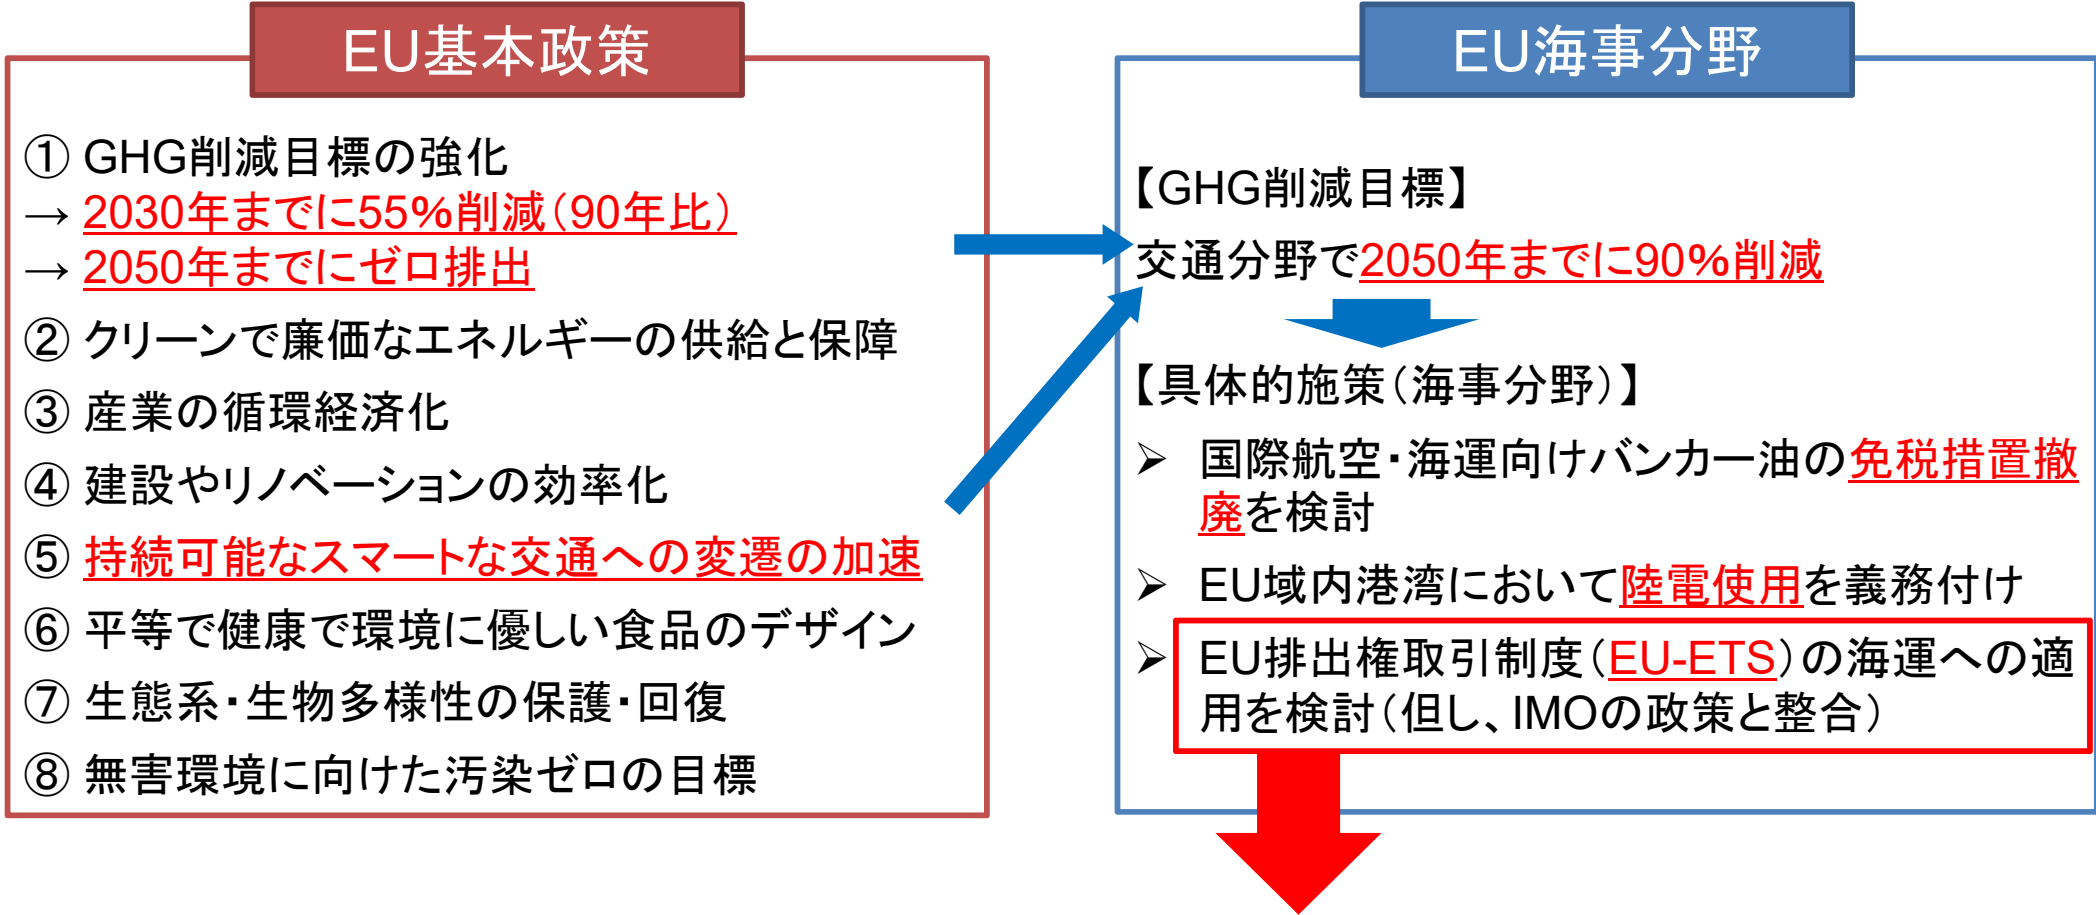 EU基本政策
① GHG削減目標の強化
→ 2030年までに55%削減（90年比）
→ 2050年までにゼロ排出
② クリーンで廉価なエネルギーの供給と保障
③ 産業の循環経済化
④ 建設やリノベーションの効率化
⑤ 持続可能なスマートな交通への変遷の加速
⑥ 平等で健康で環境に優しい食品のデザイン
⑦ 生態系・生物多様性の保護・回復
⑧ 無害環境に向けた汚染ゼロの目標
EU海事分野
【GHG削減目標】
交通分野で2050年までに90%削減
【具体的施策（海事分野）】
➢ 国際航空・海運向けバンカー油の免税措置撤
廃を検討
➢ EU域内港湾において陸電使用を義務付け
➢ EU排出権取引制度（EU-ETS）の海運への適
用を検討（但し、IMOの政策と整合）